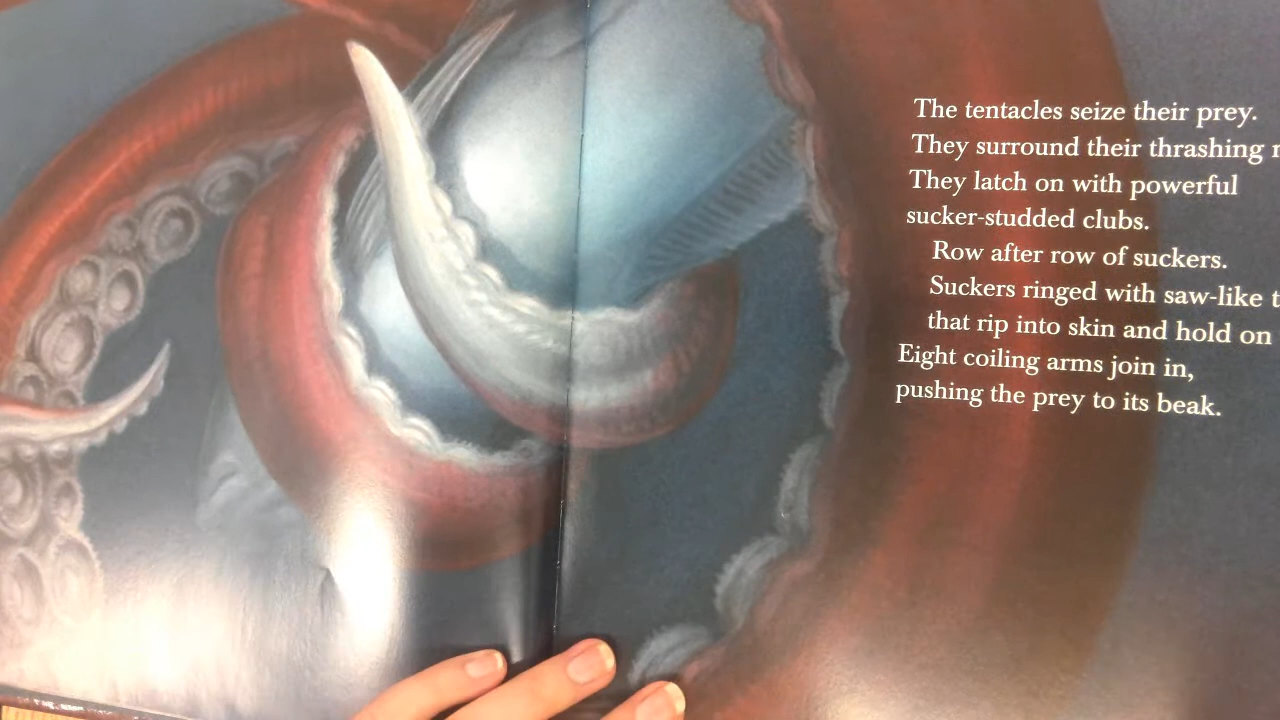 The tentacles seize their prey.
They surround their thrashing
They latch on with powerful
sucker-studded clubs.
Row after row of suckers.
Suckers ringed with saw-like
that rip into skin and hold on
Eight coiling arms join in,
pushing the prey to its beak.